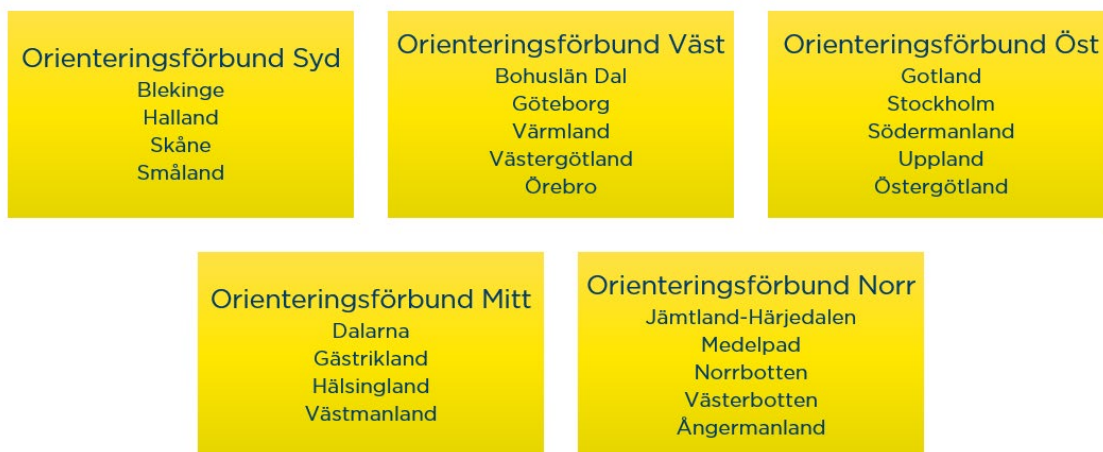 Orienteringsförbund Syd
Blekinge
Halland
Skåne
Småland
Orienteringsförbund Väst
Bohuslän Dal
Göteborg
Värmland
Västergötland
Örebro
Orienteringsförbund Öst
Gotland
Stockholm
Södermanland
Uppland
Östergötland
Orienteringsförbund Mitt
Dalarna
Gästrikland
Hälsingland
Västmanland
Orienteringsförbund Norr
Jämtland-Härjedalen
Medelpad
Norrbotten
Västerbotten
Ångermanland